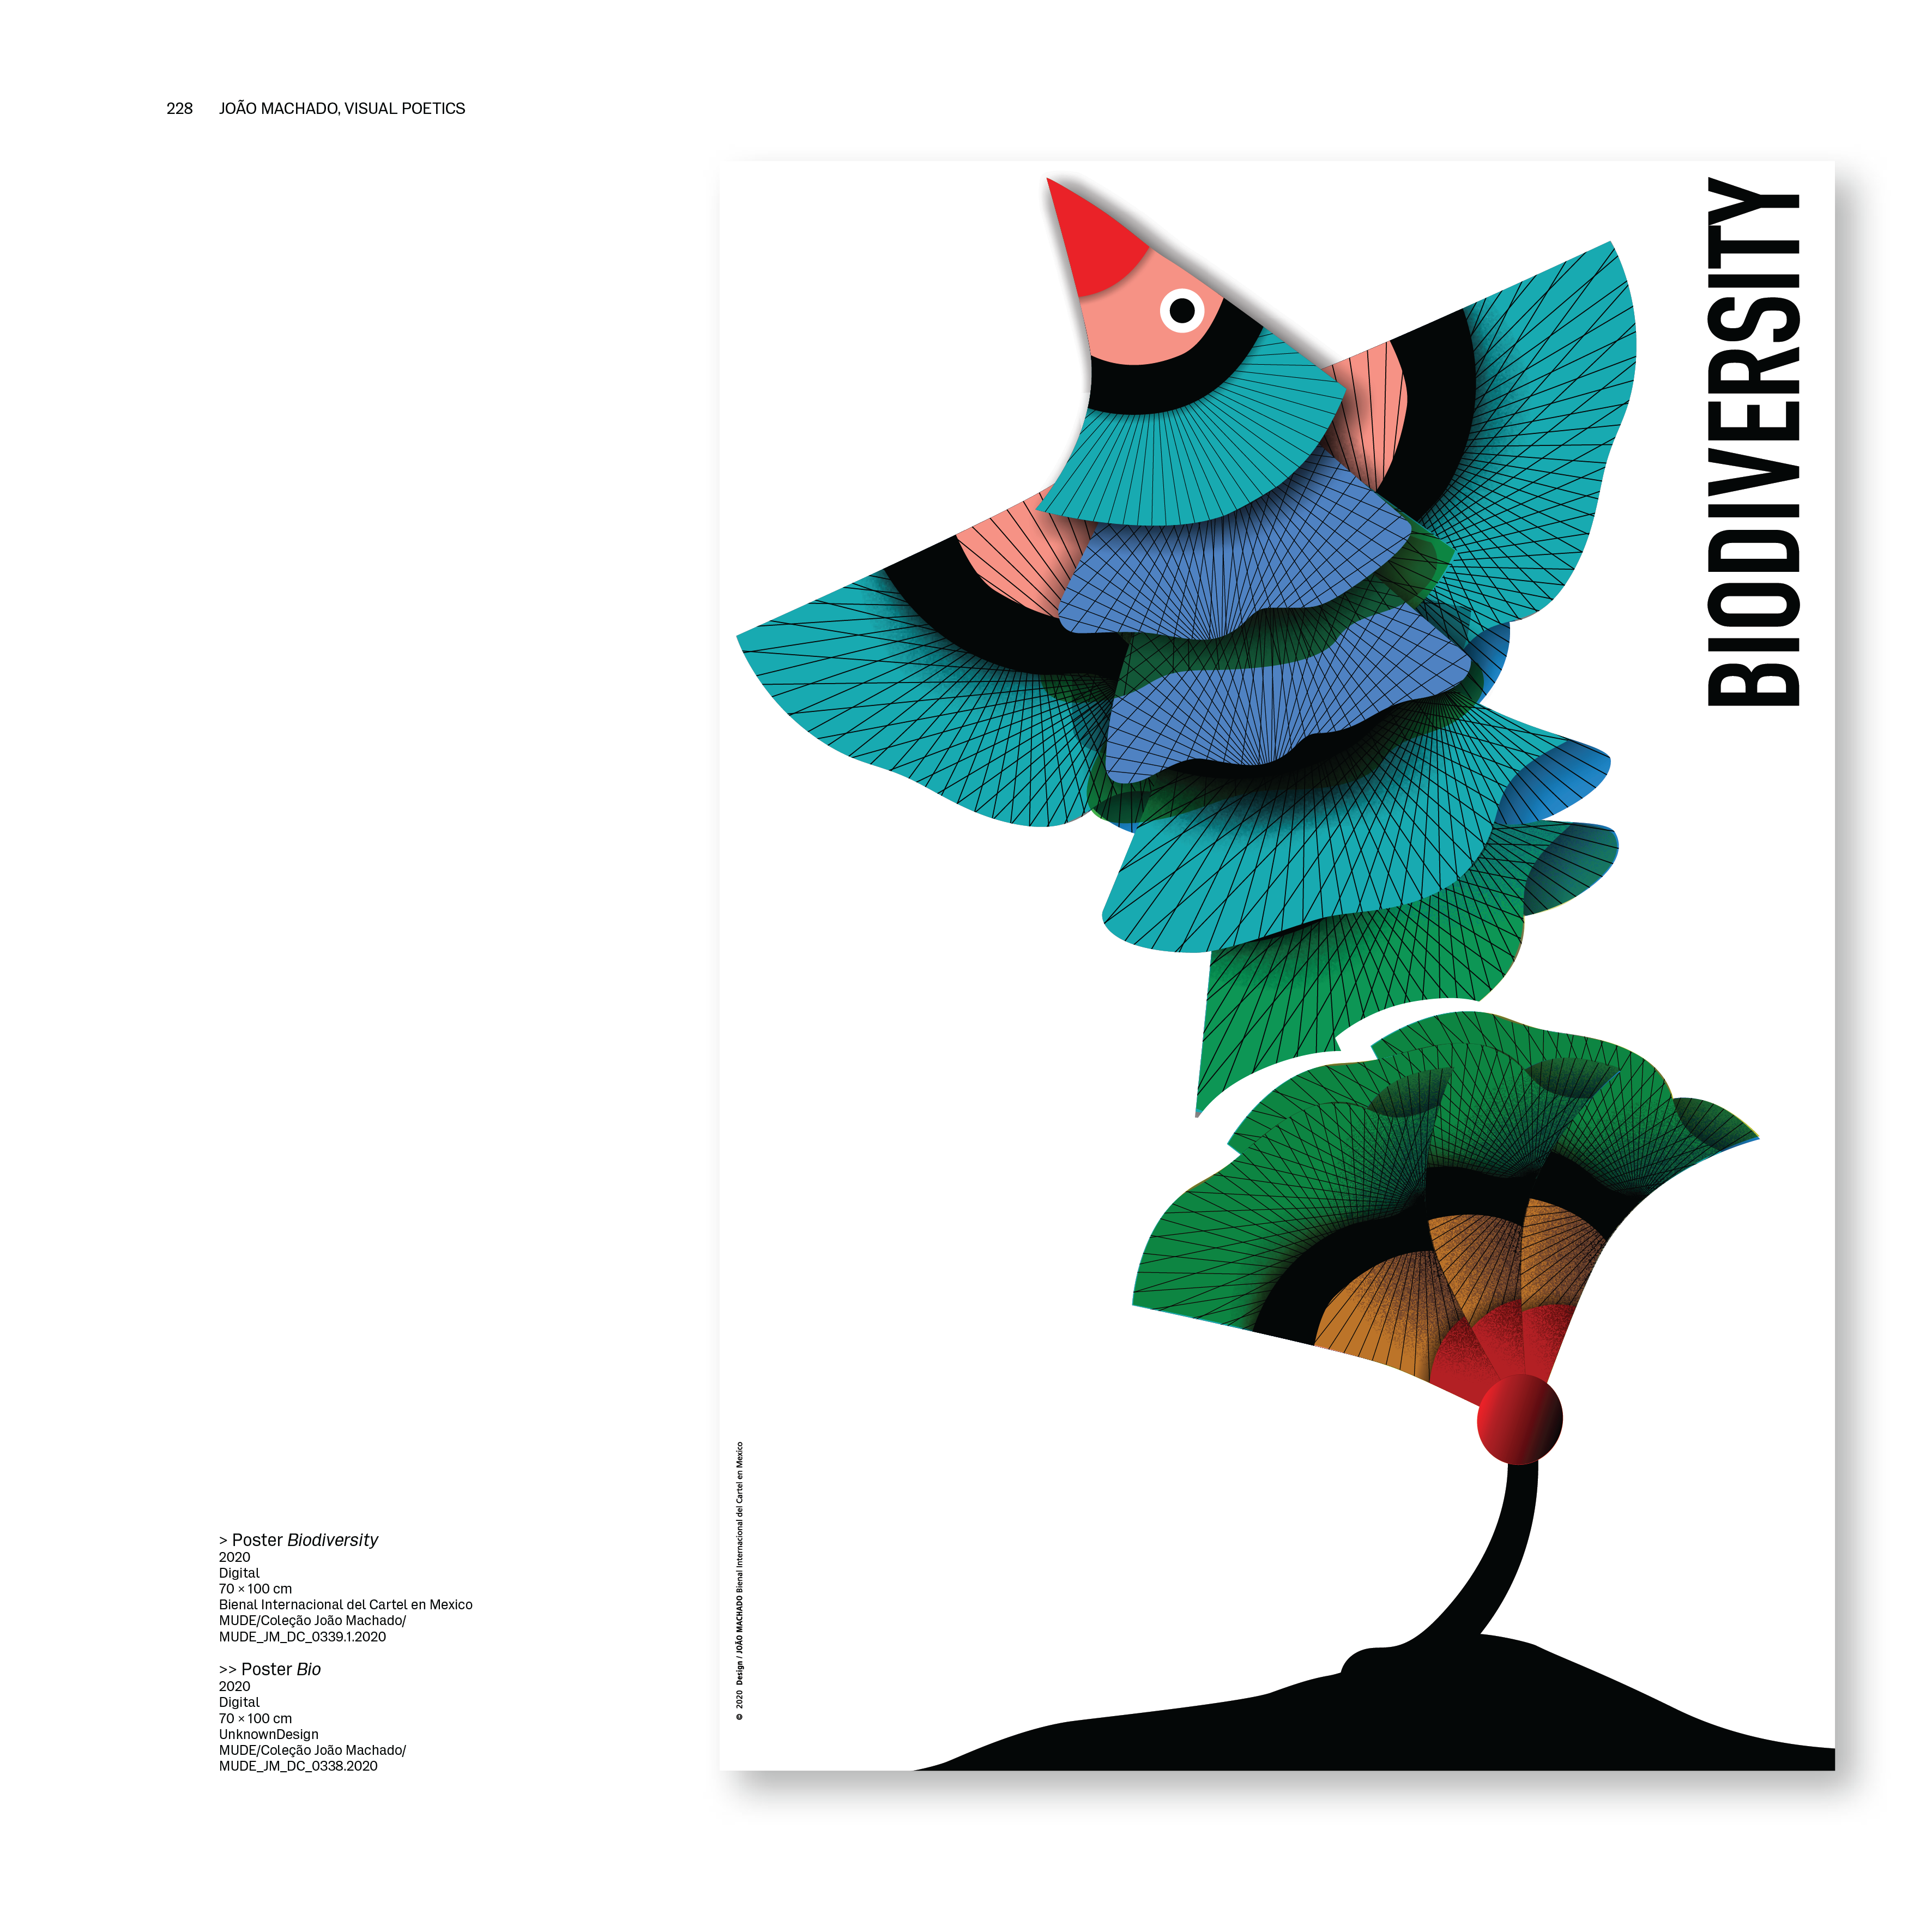 228 JOÃO MACHADO, VISUAL POETICS
BIODIVERSITY
© 2020 Design / JOÃO MACHADO Bienal Internacional del Cartel en Mexico
> Poster Biodiversity
2020
Digital
70 × 100 cm
Bienal Internacional del Cartel en Mexico
MUDE/Coleção João Machado/
MUDE_JM_DC_0339.1.2020
>> Poster Bio
2020
Digital
70 × 100 cm
UnknownDesign
MUDE/Coleção João Machado/
MUDE_JM_DC_0338.2020